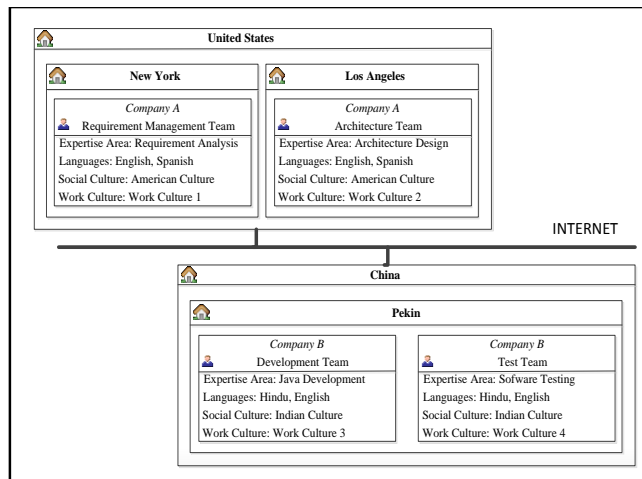 United States
New York
Company A
Requirement Management Team
Expertise Area: Requirement Analysis
Languages: English, Spanish
Social Culture: American Culture
Work Culture: Work Culture 1
Los Angeles
Company A
Architecture Team
Expertise Area: Architecture Design
Languages: English, Spanish
Social Culture: American Culture
Work Culture: Work Culture 2
INTERNET
China
Pekin
Company B
Development Team
Expertise Area: Java Development
Languages: Hindu, English
Social Culture: Indian Culture
Work Culture: Work Culture 3
Company B
Test Team
Expertise Area: Sofware Testing
Languages: Hindu, English
Social Culture: Indian Culture
Work Culture: Work Culture 4